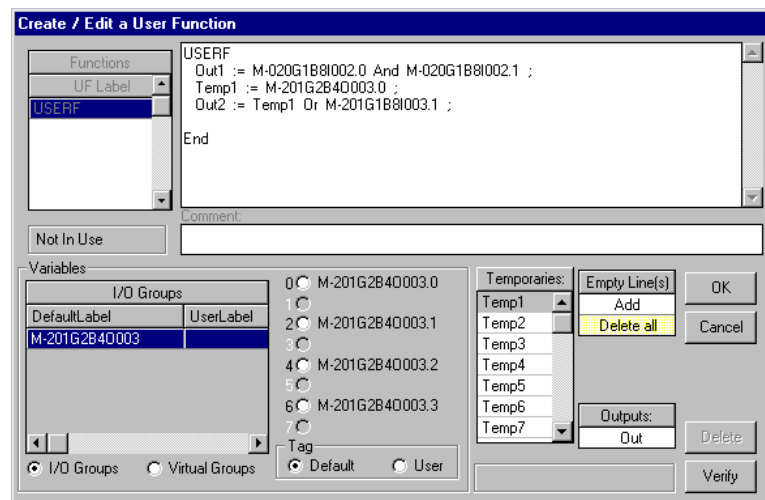 Create / Edit a User Function
Functions
UF Label
USERF
USERF
Out1 := M-020G1B8I002.0 And M-020G1B8I002.1 ;
Temp1 := M-201G2B4O003.0 ;
Out2 := Temp1 Or M-201G1B8I003.1 ;
End
Comment:
Not In Use
Variables
I/O Groups
DefaultLabel UserLabel
M-201G2B4O003
0 M-201G2B4O003.0
1
2 M-201G2B4O003.1
3
4 M-201G2B4O003.2
5
6 M-201G2B4O003.3
7
I/O Groups Virtual Groups
Tag
Default User
Temporaries:
Temp1
Temp2
Temp3
Temp4
Temp5
Temp6
Temp7
Empty Line(s)
Add
Delete all
Outputs:
Out
OK
Cancel
Delete
Verify